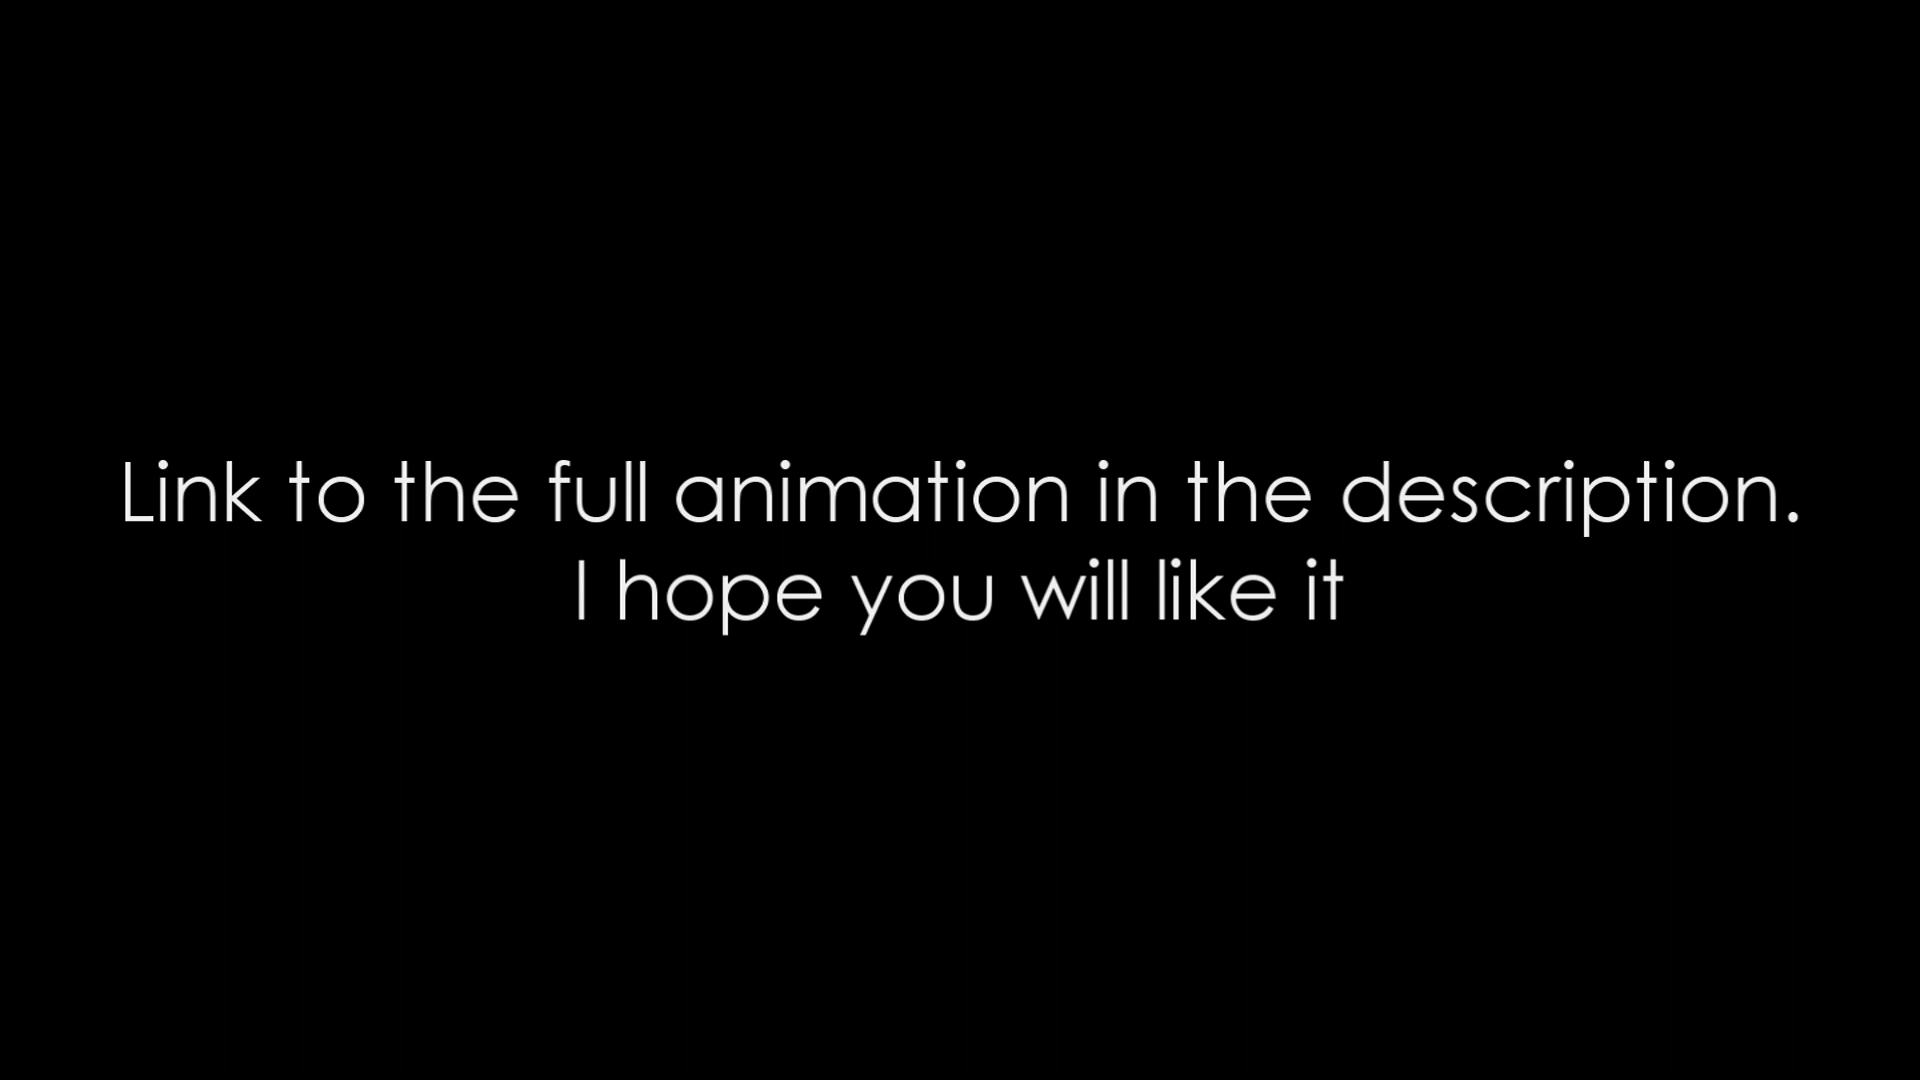 Link to the full animation in the description.
I hope you will like it